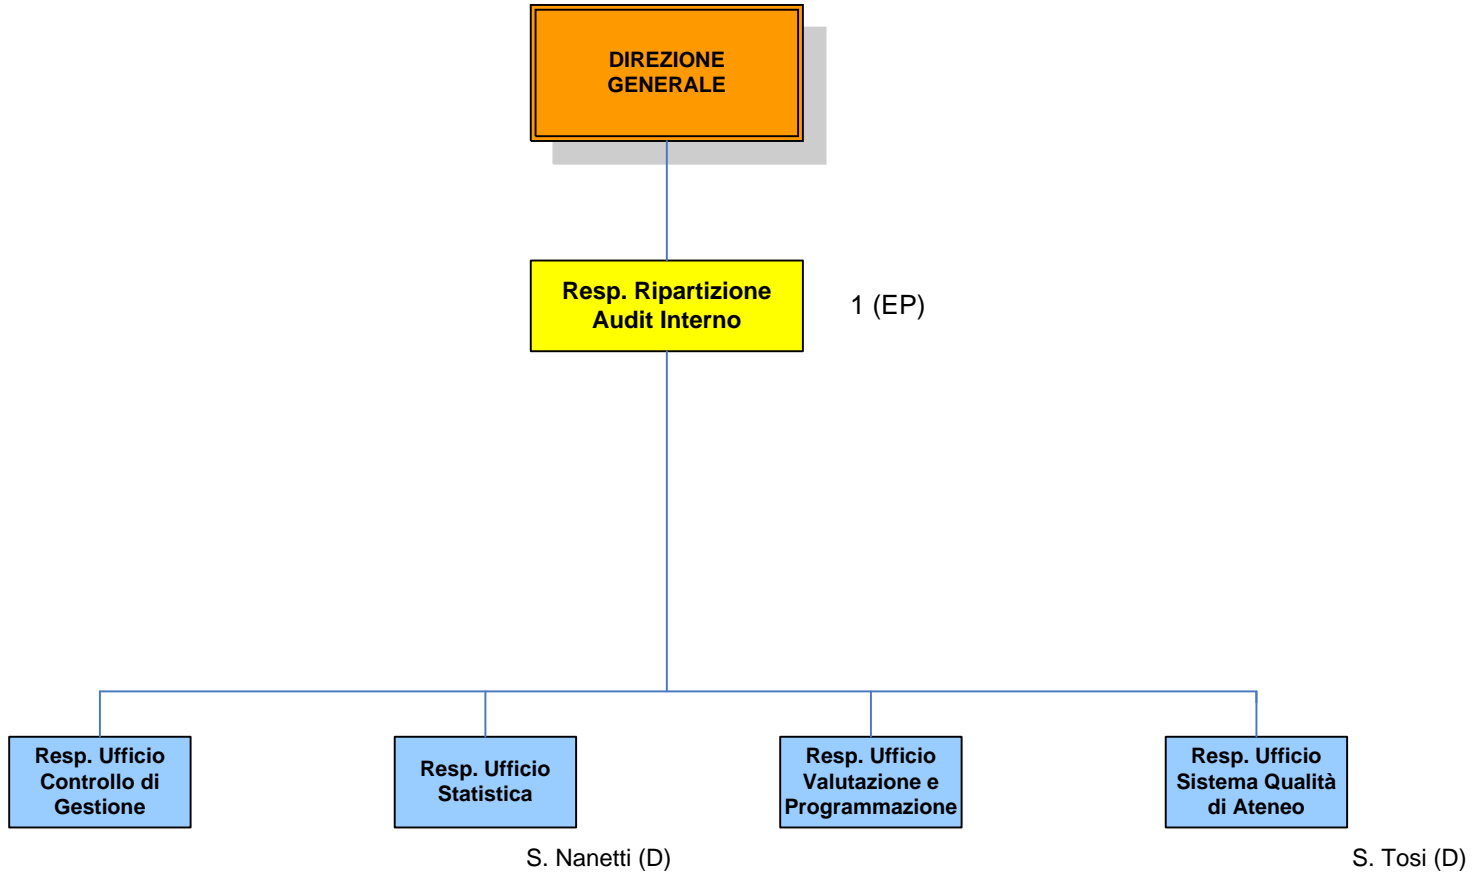 DIREZIONE
GENERALE
Resp. Ripartizione
Audit Interno
1 (EP)
Resp. Ufficio
Controllo di
Gestione
Resp. Ufficio
Statistica
Resp. Ufficio
Valutazione e
Programmazione
Resp. Ufficio
Sistema Qualità
di Ateneo
S. Nanetti (D)
S. Tosi (D)